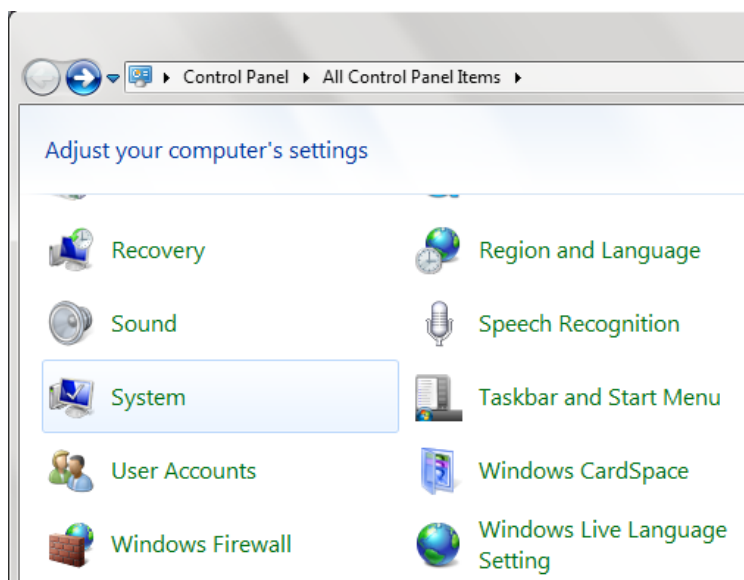 Control Panel All Control Panel Items
Adjust your computer's settings
Recovery Region and Language
Sound Speech Recognition
System Taskbar and Start Menu
User Accounts Windows CardSpace
Windows Firewall Windows Live Language
Setting